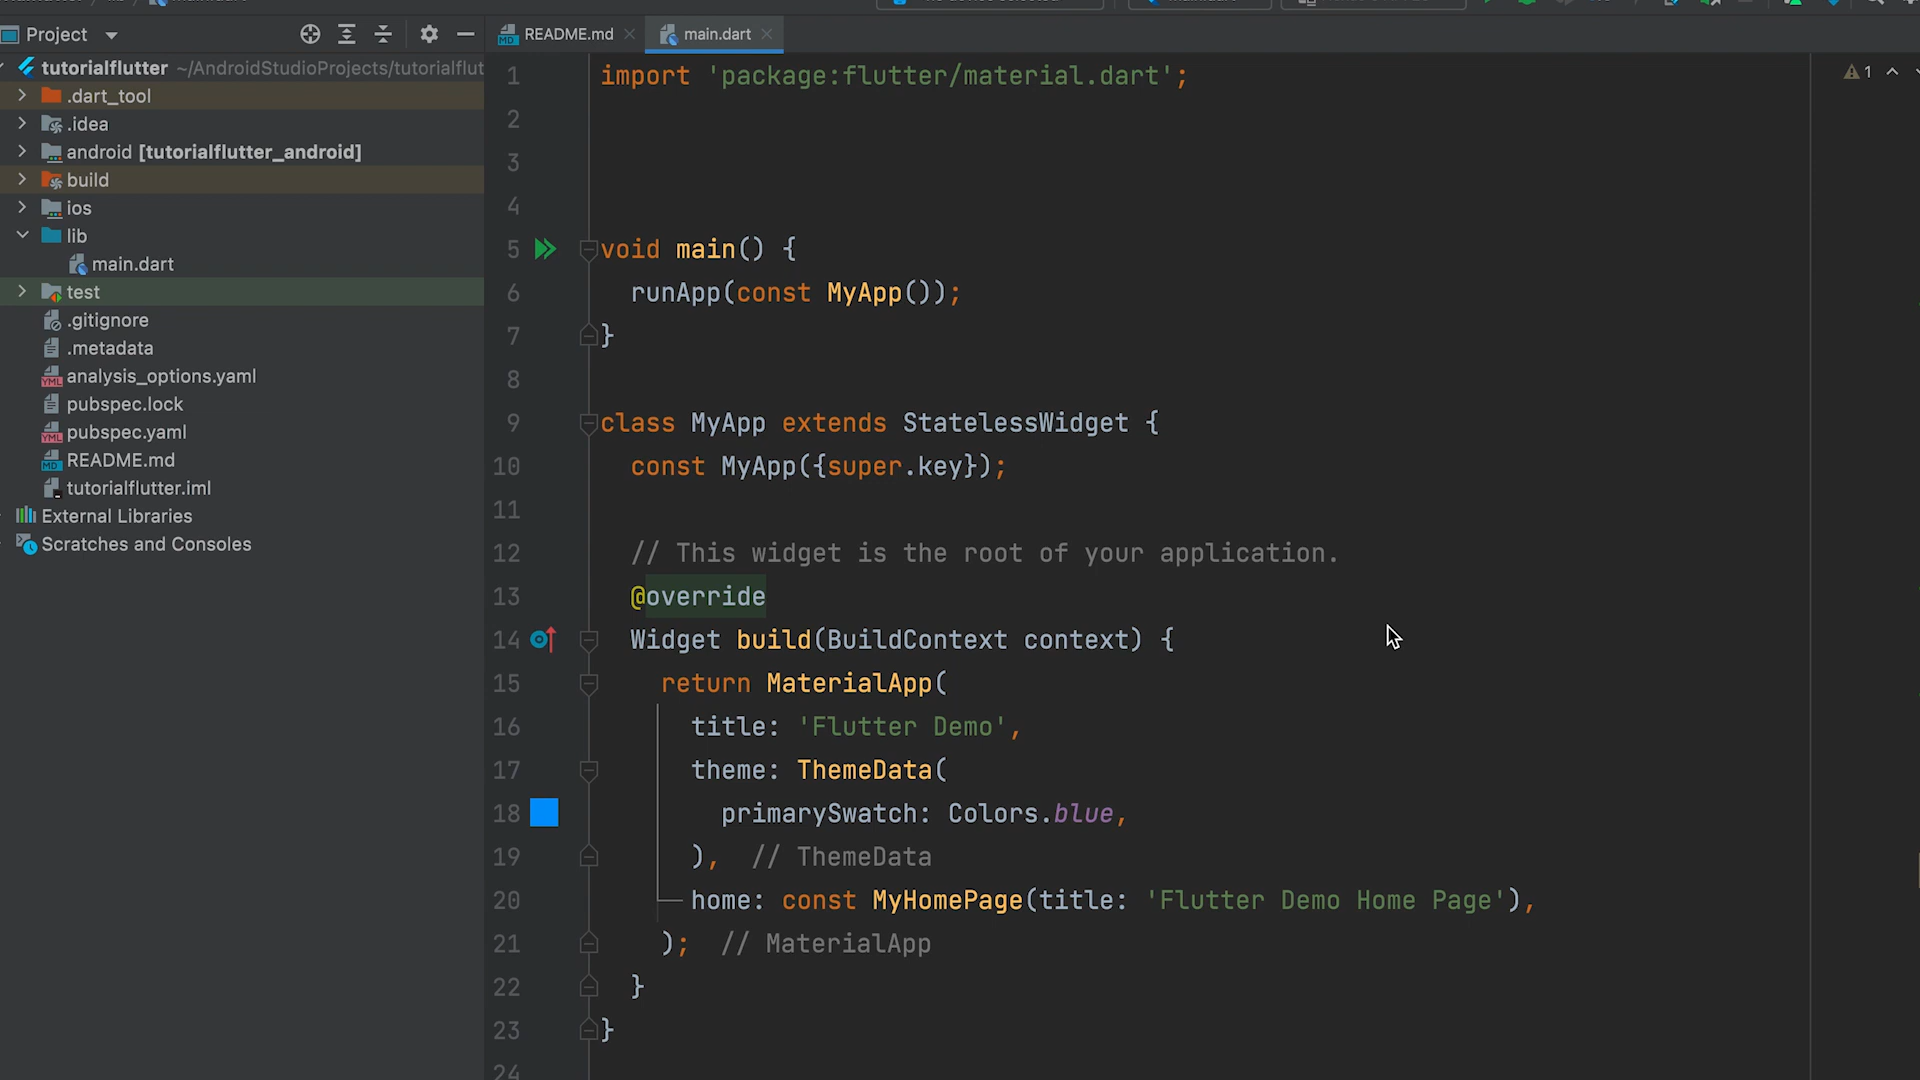 Project
README.md
main.dart
tutorialflutter ~/AndroidStudioProjects/tutorialflut
.dart_tool
.idea
android [tutorialflutter_android]
build
ios
lib
main.dart
test
.gitignore
.metadata
analysis_options.yaml
pubspec.lock
pubspec.yaml
README.md
tutorialflutter.iml
External Libraries
Scratches and Consoles
1 import 'package:flutter/material.dart';
2
3
4
5 void main() {
6 runApp(const MyApp());
7 }
8
9 class MyApp extends StatelessWidget {
10 const MyApp({super.key});
11
12 // This widget is the root of your application.
13 @override
14 Widget build(BuildContext context) {
15 return MaterialApp(
16 title: 'Flutter Demo',
17 theme: ThemeData(
18 primarySwatch: Colors.blue,
19 ), // ThemeData
20 home: const MyHomePage(title: 'Flutter Demo Home Page'),
21 ); // MaterialApp
22 }
23 }
24
1